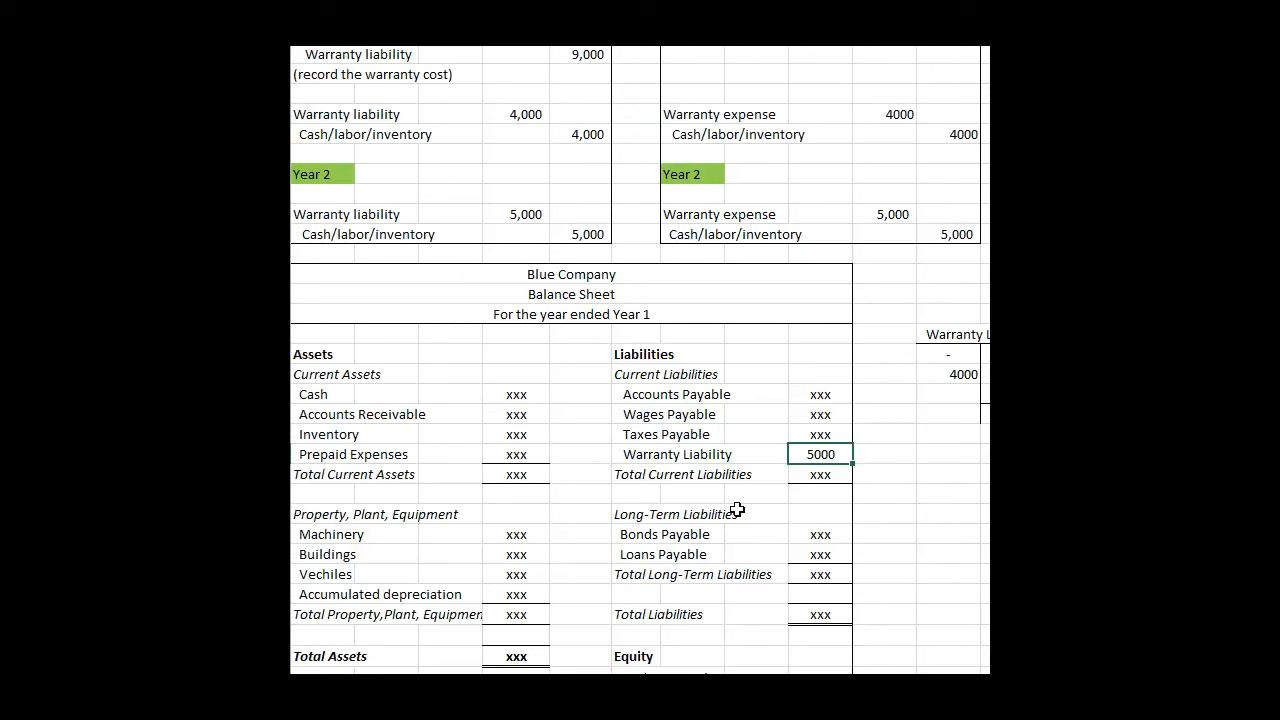 Warranty liability 9,000
(record the warranty cost)
Warranty liability 4,000 Warranty expense 4000
Cash/labor/inventory 4,000 Cash/labor/inventory 4000
Year 2 Year 2
Warranty liability 5,000 Warranty expense 5,000
Cash/labor/inventory 5,000 Cash/labor/inventory 5,000
Blue Company
Balance Sheet
For the year ended Year 1
Warranty L
Assets Liabilities -
Current Assets Current Liabilities 4000
Cash xxx Accounts Payable xxx
Accounts Receivable xxx Wages Payable xxx
Inventory xxx Taxes Payable xxx
Prepaid Expenses xxx Warranty Liability 5000
Total Current Assets xxx Total Current Liabilities xxx
Property, Plant, Equipment Long-Term Liabilities
Machinery xxx Bonds Payable xxx
Buildings xxx Loans Payable xxx
Vechiles xxx Total Long-Term Liabilities xxx
Accumulated depreciation xxx
Total Property,Plant, Equipmen xxx Total Liabilities xxx
Total Assets xxx Equity